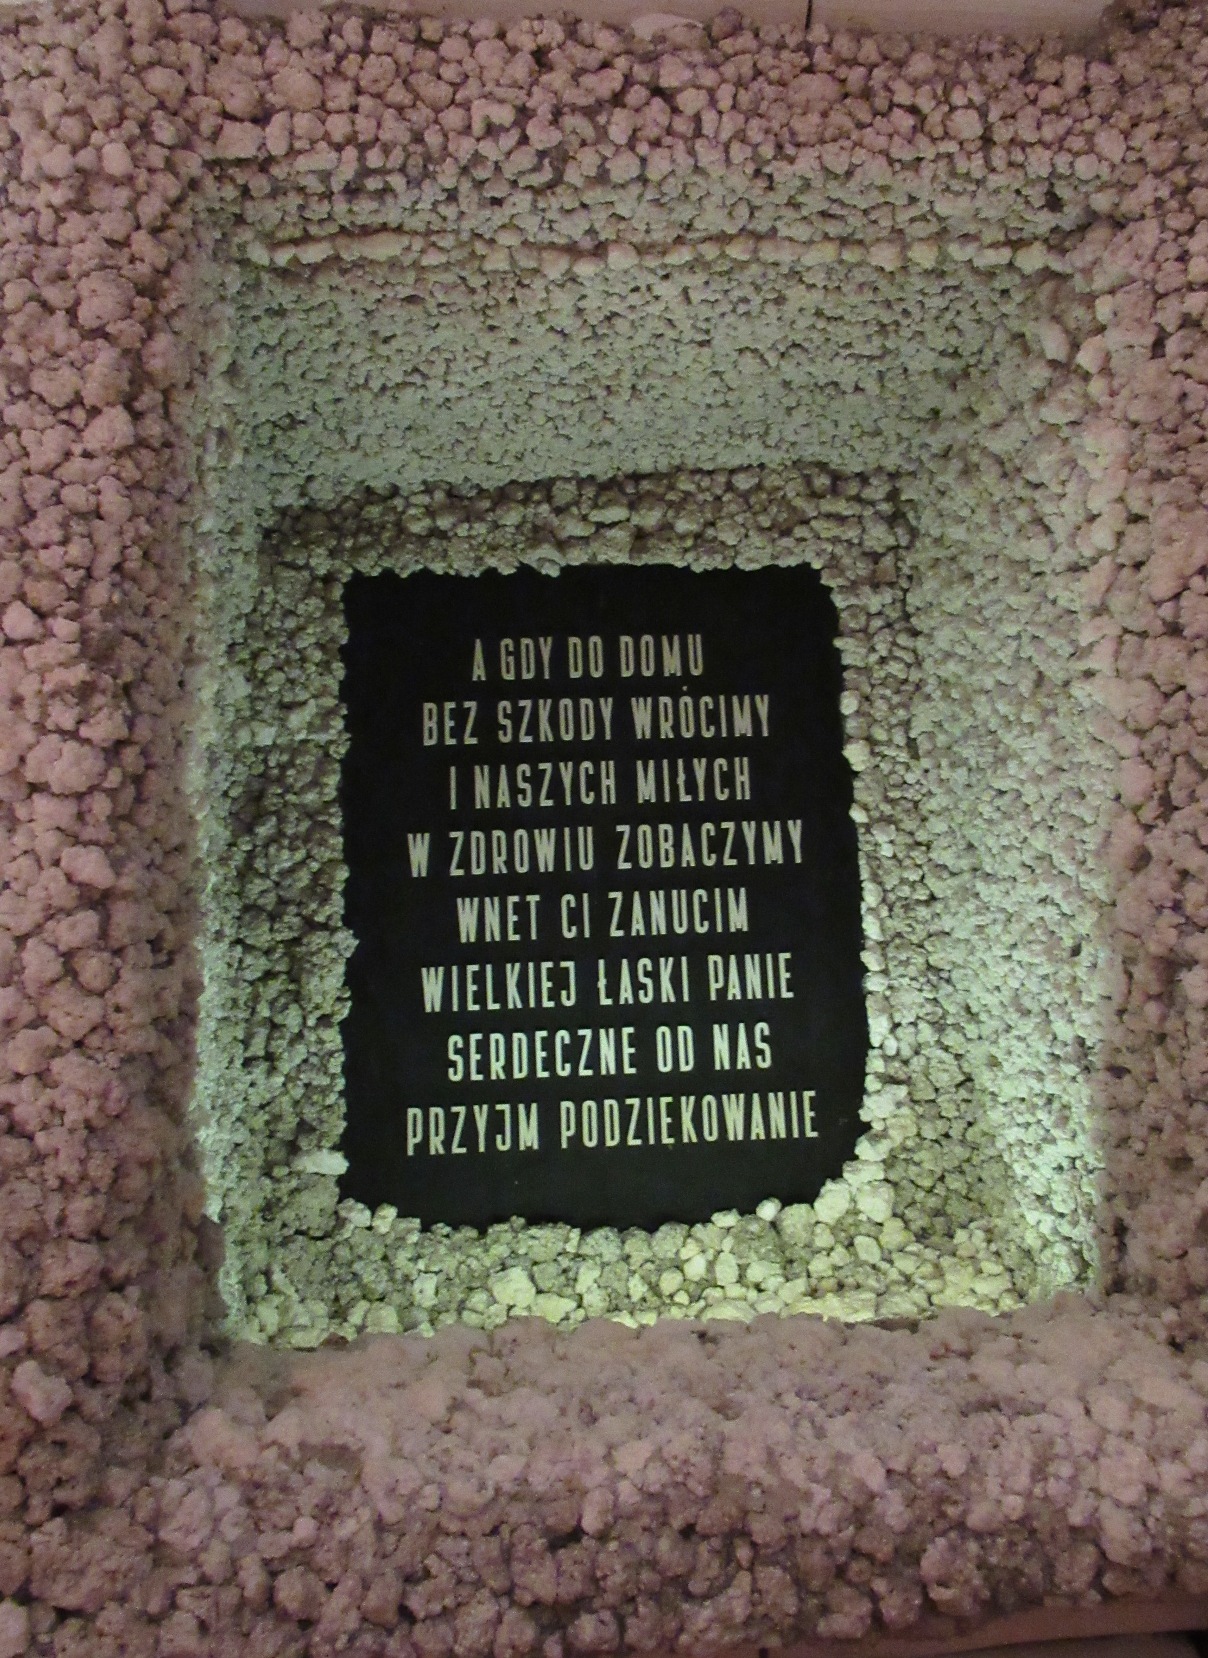 A GDY DO DOMU
BEZ SZKODY WRÓCIMY
I NASZYCH MIŁYCH
W ZDROWIU ZOBACZYMY
WNET CI ZANUCIM
WIELKIEJ ŁASKI PANIE
SERDECZNE OD NAS
PRZYJM PODZIEKOWANIE